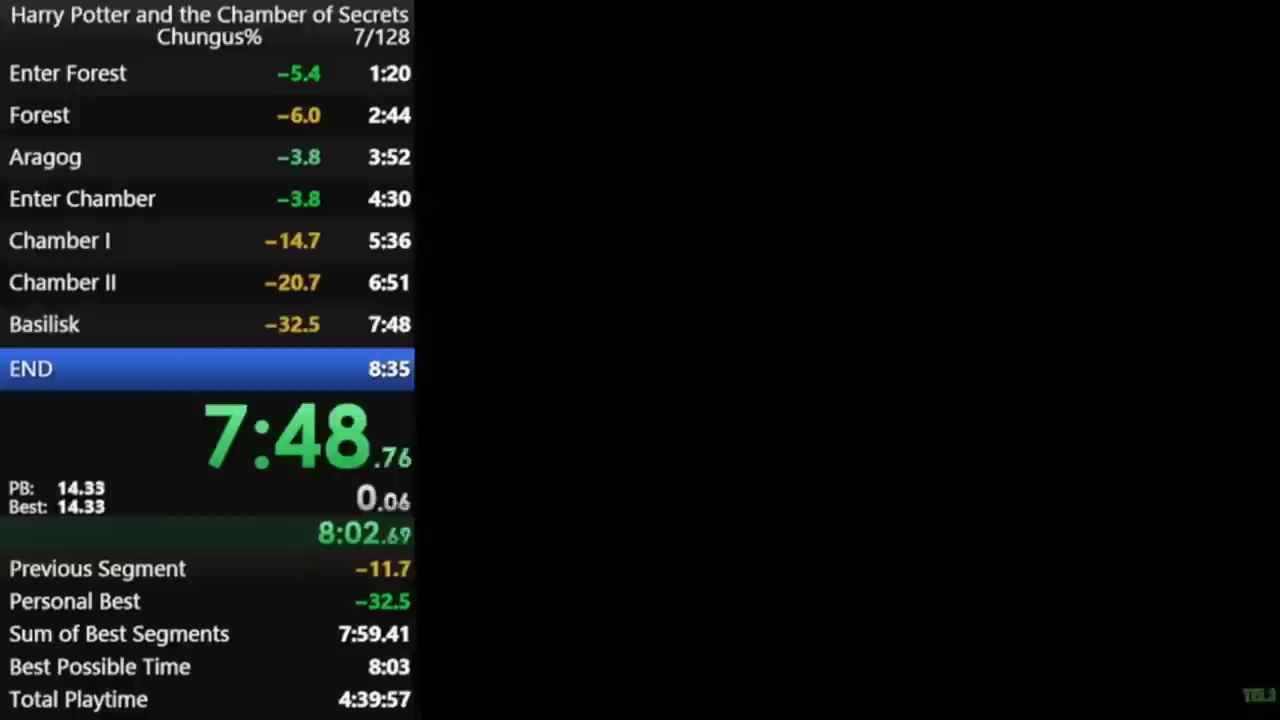 Harry Potter and the Chamber of Secrets
Chungus% 7/128
Enter Forest −5.4 1:20
Forest −6.0 2:44
Aragog −3.8 3:52
Enter Chamber −3.8 4:30
Chamber I −14.7 5:36
Chamber II −20.7 6:51
Basilisk −32.5 7:48
END 8:35
7:48.76
PB: 14.33
Best: 14.33 0.06
8:02.69
Previous Segment −11.7
Personal Best −32.5
Sum of Best Segments 7:59.41
Best Possible Time 8:03
Total Playtime 4:39:57